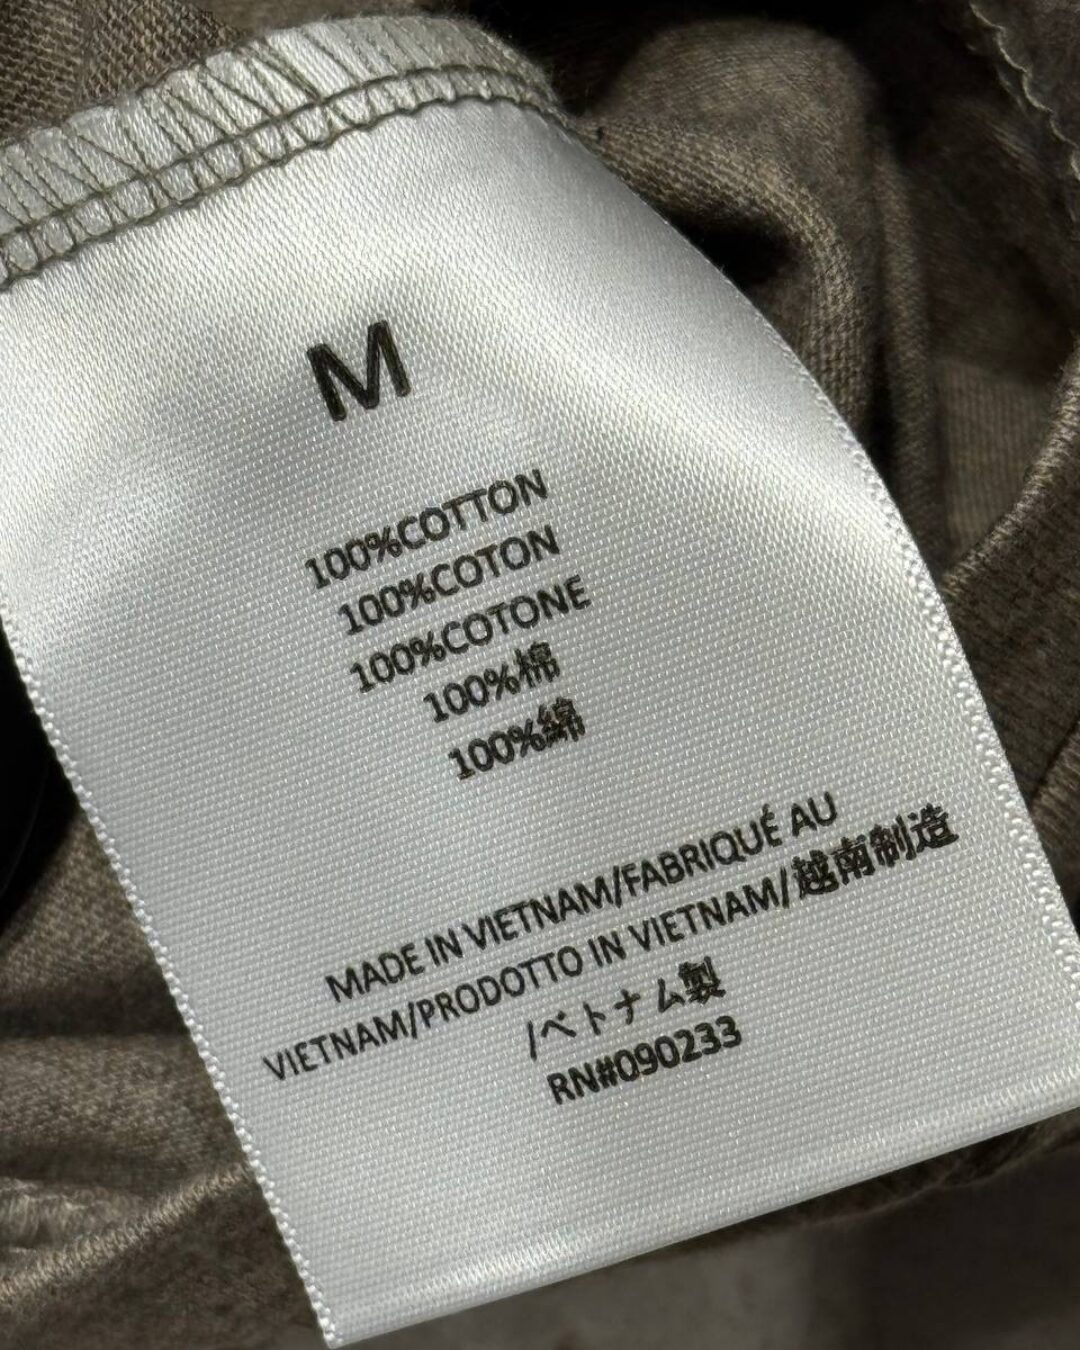 M
100%COTTON
100%COTON
100%COTONE
100%棉
100%綿
MADE IN VIETNAM/FABRIQUÉ AU
VIETNAM/PRODOTTO IN VIETNAM/越南制造
/ベトナム製
RN#090233